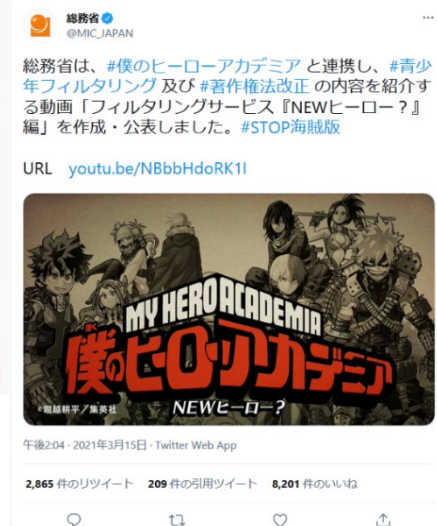 総務省
@MIC_JAPAN
総務省は、#僕のヒーローアカデミア と連携し、#青少
年フィルタリング 及び #著作権法改正 の内容を紹介す
る動画「フィルタリングサービス『NEWヒーロー？』
編」を作成・公表しました。#STOP海賊版
URL youtu.be/NBbbHdoRK1I
MY HERO ACADEMIA
ぼく
僕のヒーローアカデミア
©堀越耕平／集英社
NEWヒーロー？
午後2:04 · 2021年3月15日 · Twitter Web App
2,865 件のリツイート 209 件の引用ツイート 8,201 件のいいね